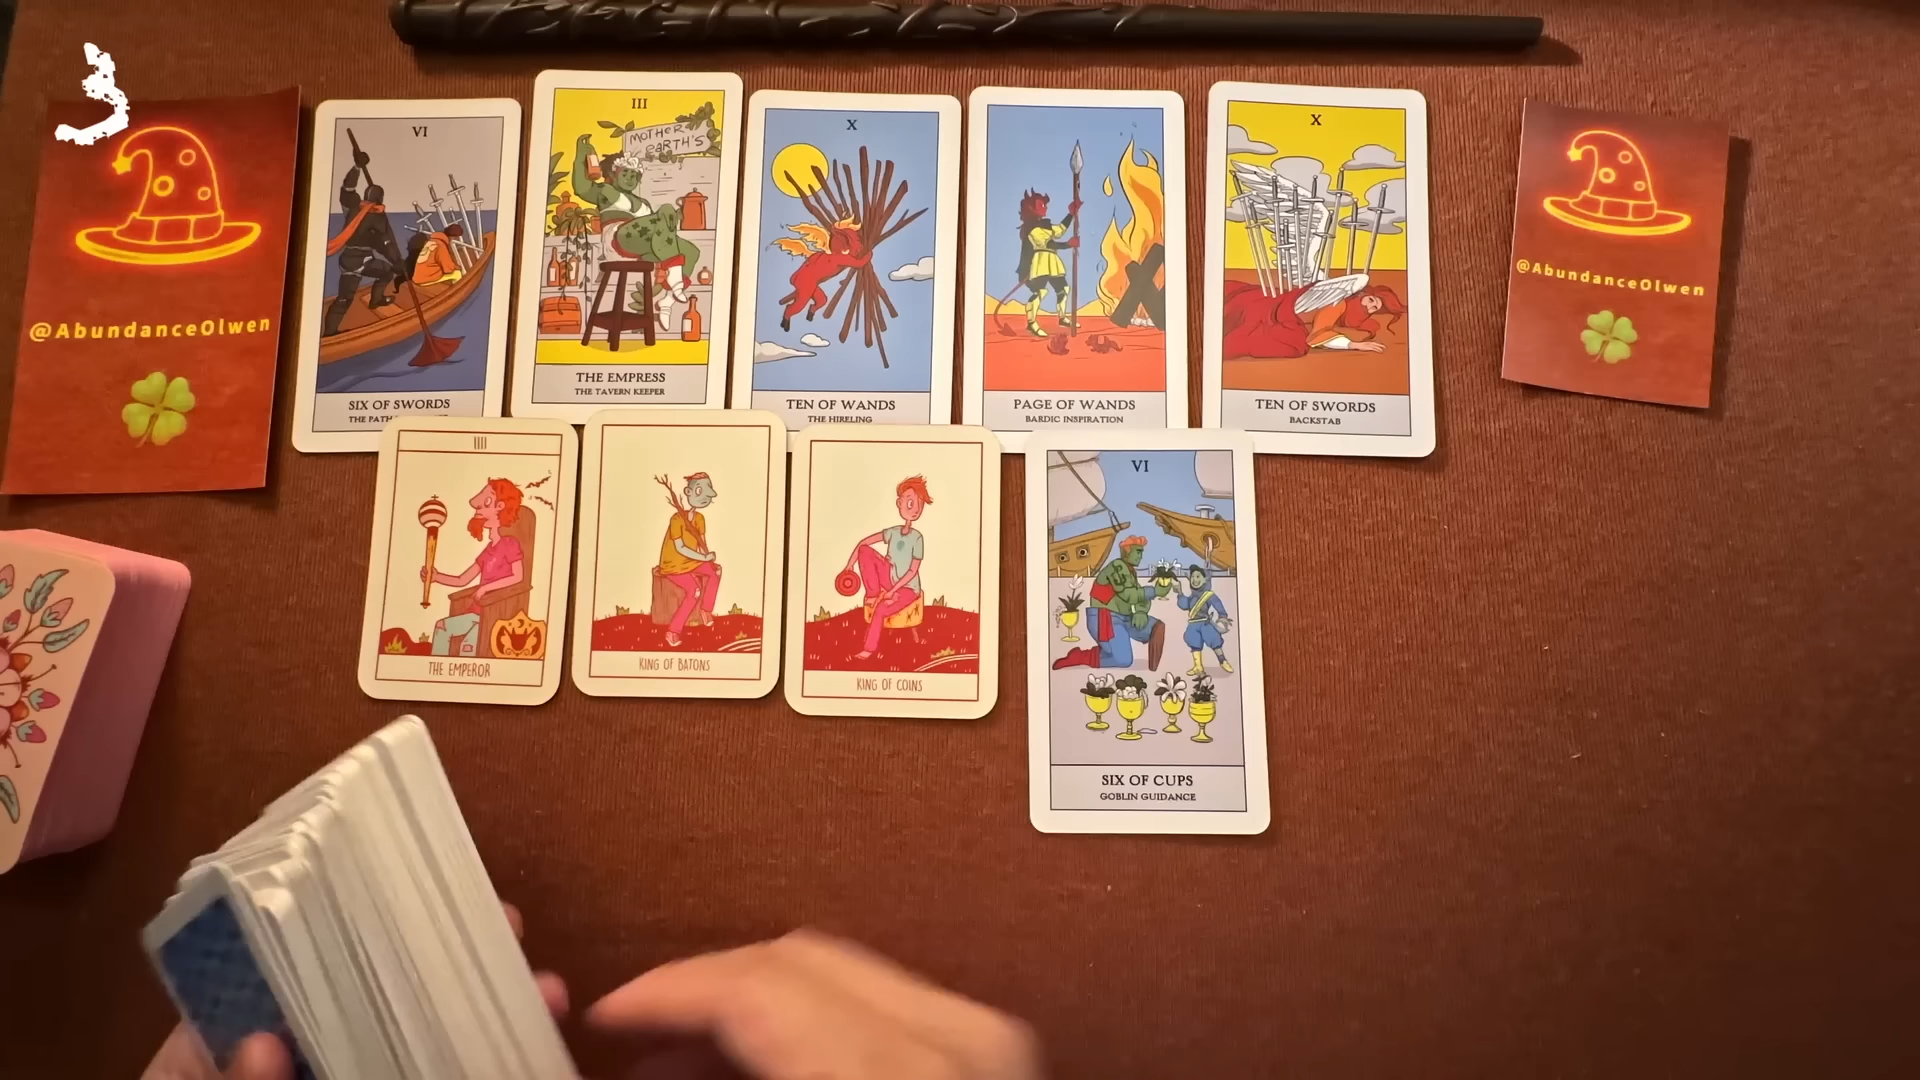 3
@AbundanceOlwen
VI
SIX OF SWORDS
THE PATH
III
MOTHER
EARTH'S
THE EMPRESS
THE TAVERN KEEPER
X
TEN OF WANDS
THE HIRELING
PAGE OF WANDS
BARDIC INSPIRATION
X
TEN OF SWORDS
BACKSTAB
@AbundanceOlwen
IIII
THE EMPEROR
KING OF BATONS
KING OF COINS
VI
SIX OF CUPS
GOBLIN GUIDANCE